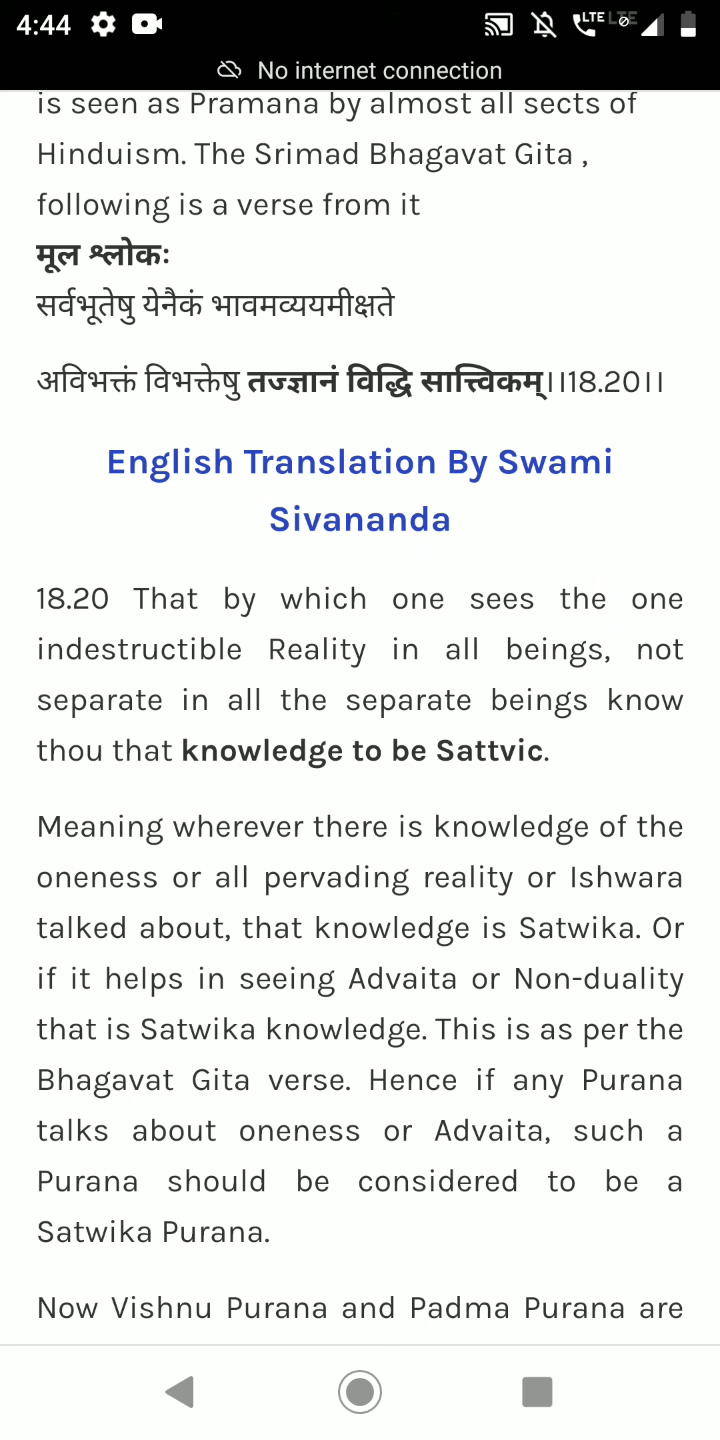 4:44 LTE LTE
No internet connection
is seen as Pramana by almost all sects of
Hinduism. The Srimad Bhagavat Gita ,
following is a verse from it
मूल श्लोकः
सर्वभूतेषु येनैकं भावमव्ययमीक्षते
अविभक्तं विभक्तेषु तज्ज्ञानं विद्धि सात्त्विकम्।।18.20।।
English Translation By Swami
Sivananda
18.20 That by which one sees the one
indestructible Reality in all beings, not
separate in all the separate beings know
thou that knowledge to be Sattvic.
Meaning wherever there is knowledge of the
oneness or all pervading reality or Ishwara
talked about, that knowledge is Satwika. Or
if it helps in seeing Advaita or Non-duality
that is Satwika knowledge. This is as per the
Bhagavat Gita verse. Hence if any Purana
talks about oneness or Advaita, such a
Purana should be considered to be a
Satwika Purana.
Now Vishnu Purana and Padma Purana are